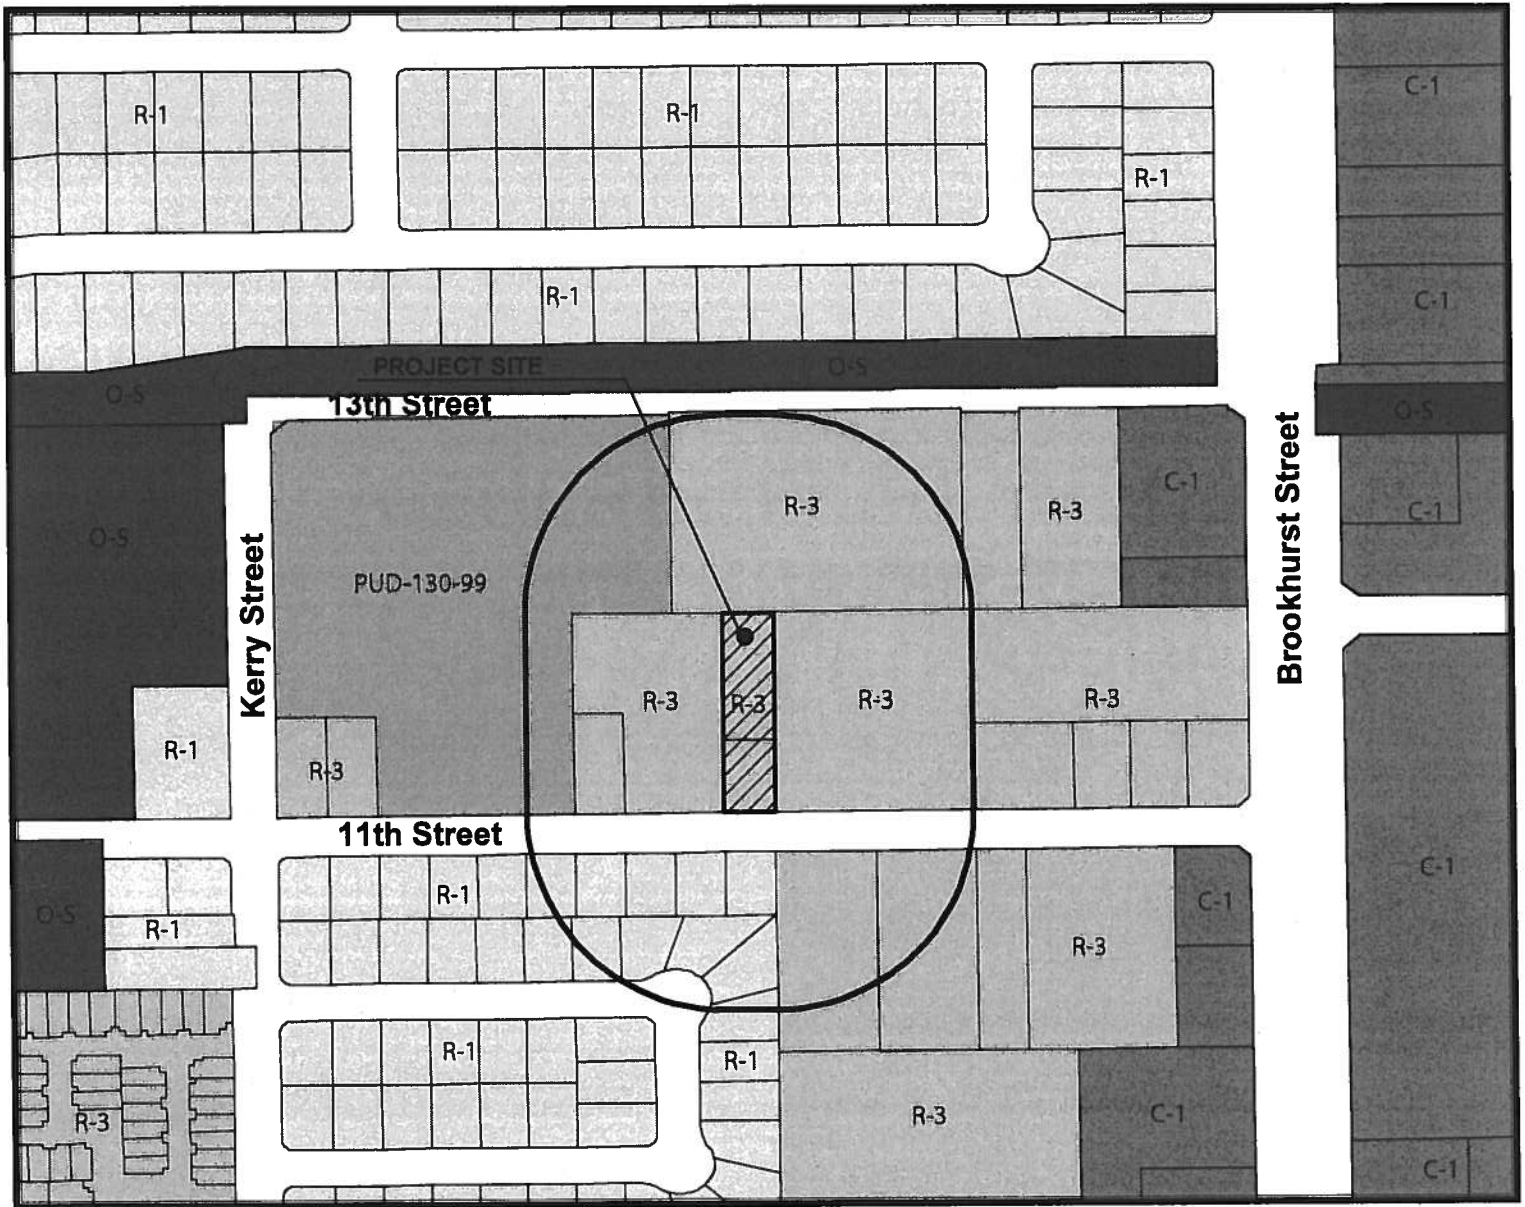 C-1
R-1
R-1
R-1
R-1
C-1
PROJECT SITE
O-S
O-S
13th Street
O-S
C-1
R-3
R-3
C-1
O-S
PUD-130-99
Kerry Street
Brookhurst Street
R-3
R-3
R-3
R-3
R-1
R-3
11th Street
C-1
R-1
C-1
O-S
R-1
R-3
R-1
R-1
R-3
R-3
C-1
C-1